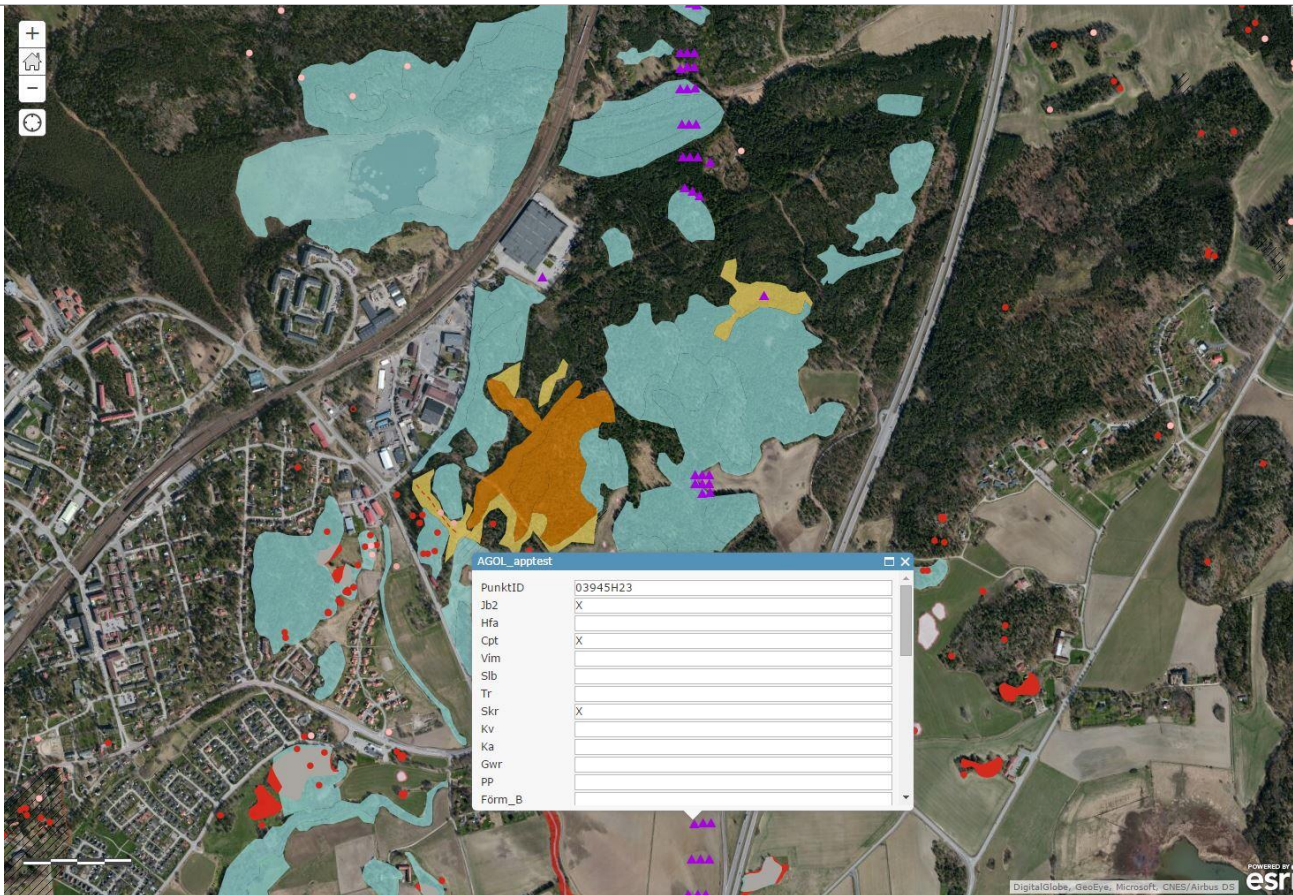 +
−
AGOL_apptest
PunktID 03945H23
Jb2 X
Hfa
Cpt X
Vim
Slb
Tr
Skr X
Kv
Ka
Gwr
PP
Förm_B
DigitalGlobe, GeoEye, Microsoft, CNES/Airbus DS
POWERED BY
esri